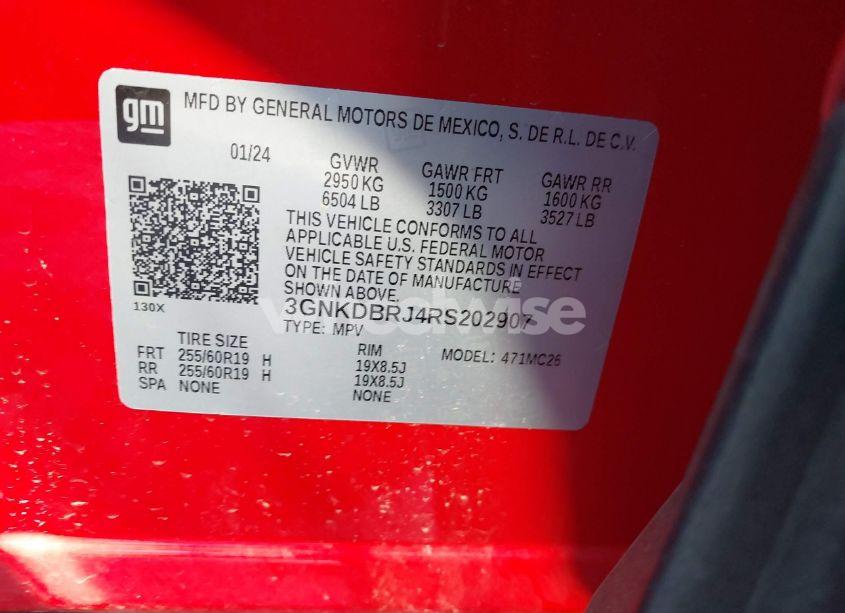 gm
MFD BY GENERAL MOTORS DE MEXICO, S. DE R.L. DE C.V.
01/24 GVWR GAWR FRT GAWR RR
2950 KG 1500 KG 1600 KG
6504 LB 3307 LB 3527 LB
THIS VEHICLE CONFORMS TO ALL
APPLICABLE U.S. FEDERAL MOTOR
VEHICLE SAFETY STANDARDS IN EFFECT
ON THE DATE OF MANUFACTURE
SHOWN ABOVE.
130X
3GNKDBRJ4RS202907
TYPE: MPV MODEL: 471MC26
TIRE SIZE RIM
FRT 255/60R19 H 19X8.5J
RR 255/60R19 H 19X8.5J
SPA NONE NONE